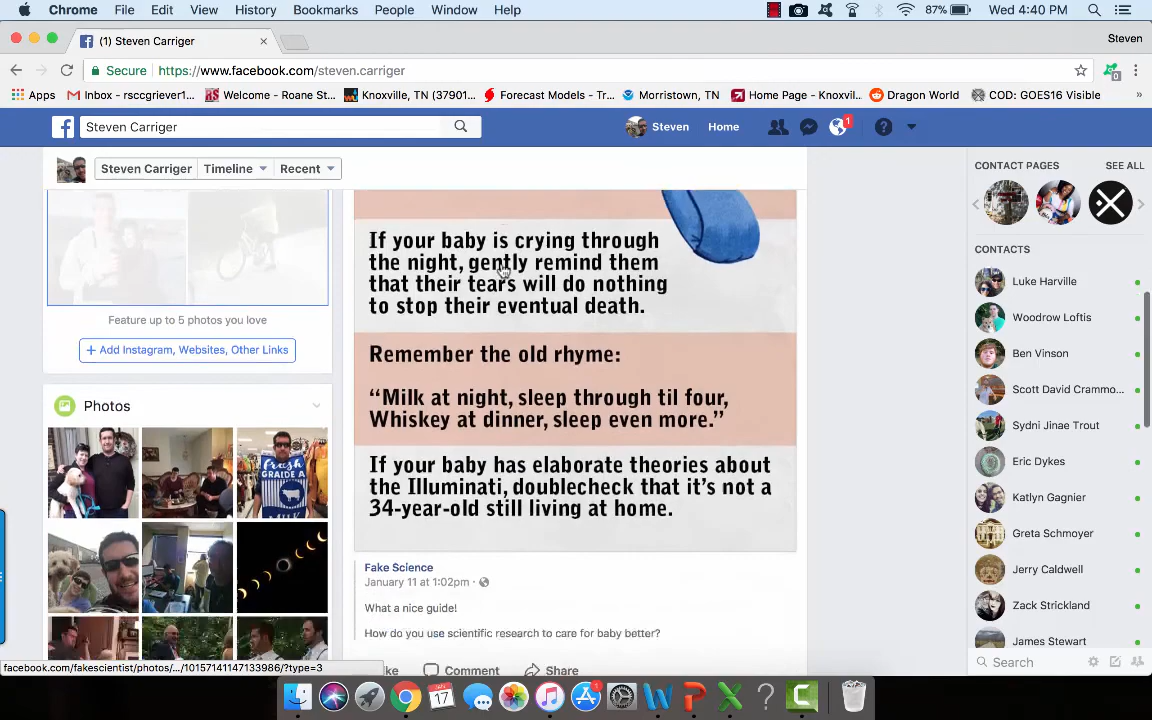 Chrome File Edit View History Bookmarks People Window Help 87% Wed 4:40 PM
(1) Steven Carriger Steven
Secure https://www.facebook.com/steven.carriger
Apps Inbox - rsccgriever1... Welcome - Roane St... Knoxville, TN (37901... Forecast Models - Tr... Morristown, TN Home Page - Knoxvil... Dragon World COD: GOES16 Visible »
Steven Carriger Steven Home 1
Steven Carriger Timeline Recent
CONTACT PAGES SEE ALL
If your baby is crying through
the night, gently remind them
that their tears will do nothing
to stop their eventual death.
Remember the old rhyme:
“Milk at night, sleep through til four,
Whiskey at dinner, sleep even more.”
If your baby has elaborate theories about
the Illuminati, doublecheck that it’s not a
34-year-old still living at home.
Feature up to 5 photos you love
+ Add Instagram, Websites, Other Links
Photos
Fake Science
January 11 at 1:02pm ·
What a nice guide!
How do you use scientific research to care for baby better?
Comment Share
CONTACTS
Luke Harville
Woodrow Loftis
Ben Vinson
Scott David Crammo...
Sydni Jinae Trout
Eric Dykes
Katlyn Gagnier
Greta Schmoyer
Jerry Caldwell
Zack Strickland
James Stewart
Search
facebook.com/fakescientist/photos/.../10157141147133986/?type=3
JAN
17